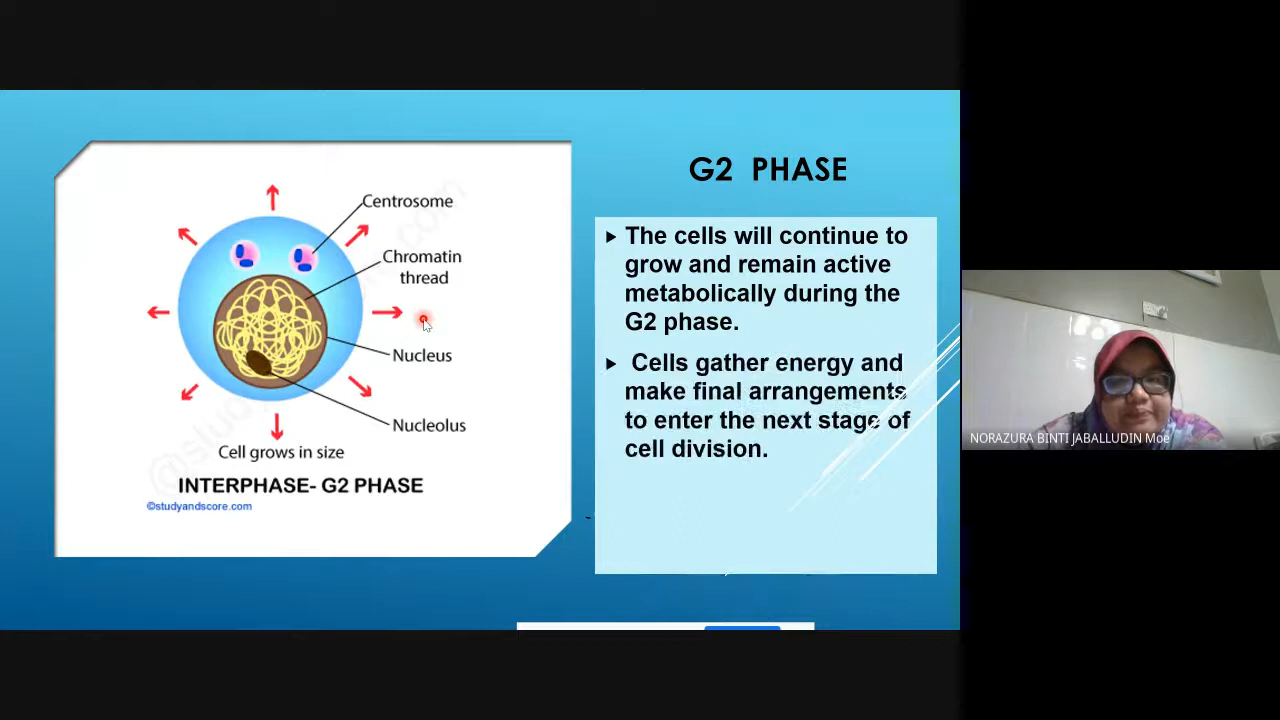 G2 PHASE
Centrosome
Chromatin
thread
Nucleus
Nucleolus
Cell grows in size
INTERPHASE- G2 PHASE
©studyandscore.com
The cells will continue to
grow and remain active
metabolically during the
G2 phase.
Cells gather energy and
make final arrangements
to enter the next stage of
cell division.
NORAZURA BINTI JABALLUDIN Moe